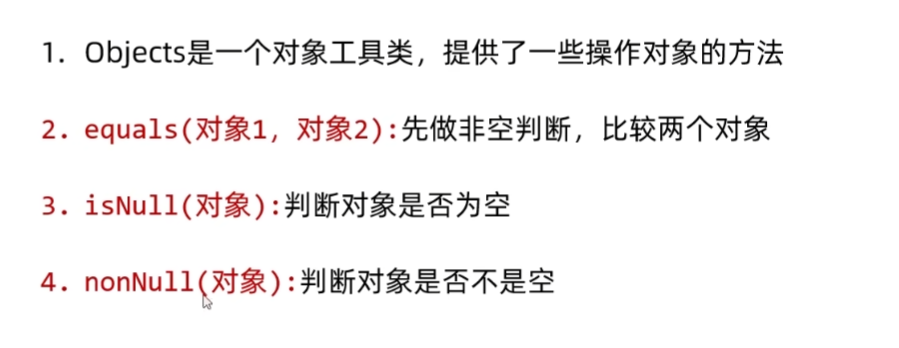 1. Objects是一个对象工具类，提供了一些操作对象的方法
2. equals(对象1，对象2):先做非空判断，比较两个对象
3. isNull(对象):判断对象是否为空
4. nonNull(对象):判断对象是否不是空